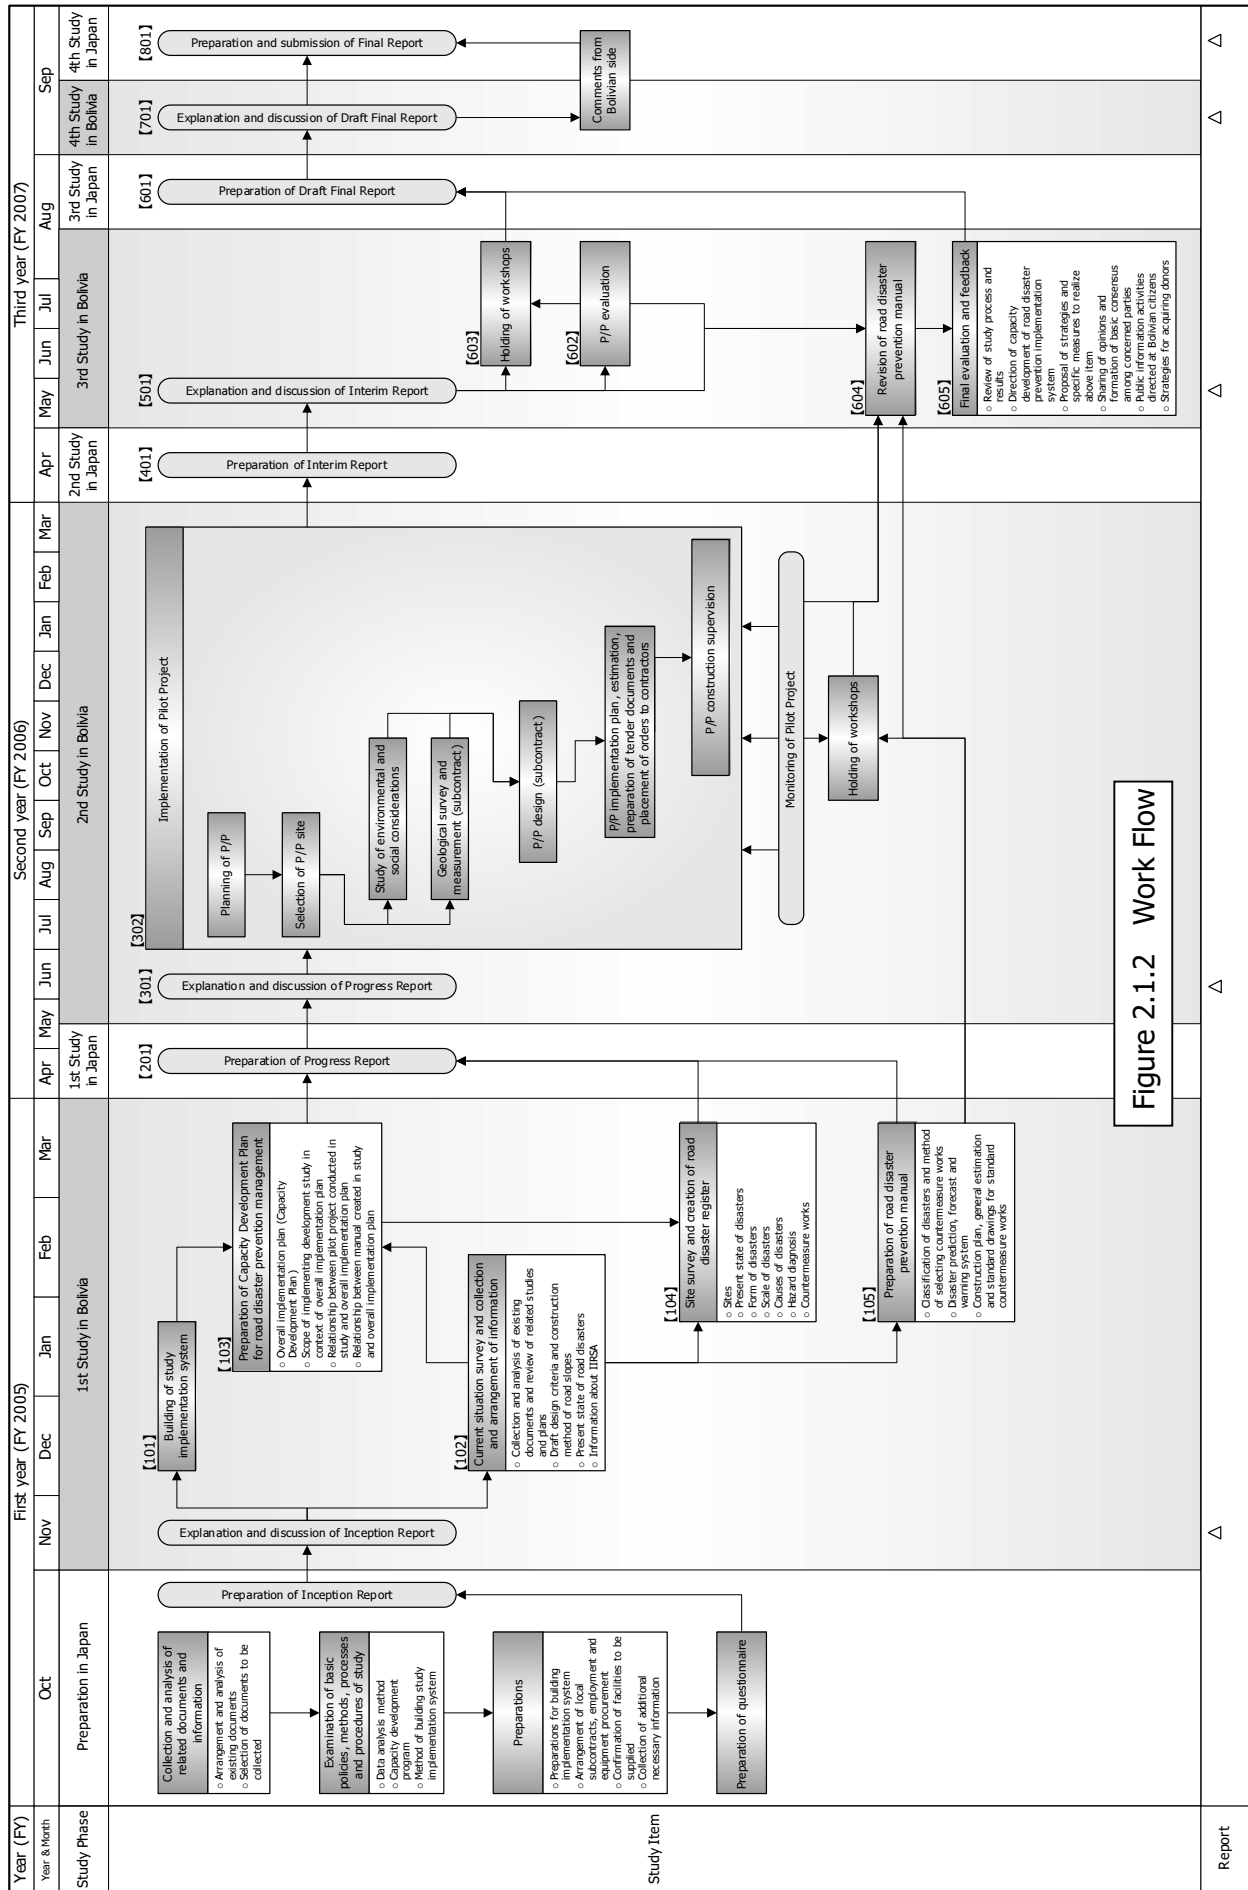 Year (FY)
First year (FY 2005)
Second year (FY 2006)
Third year (FY 2007)
Year & Month
Oct
Nov
Dec
Jan
Feb
Mar
Apr
May
Jun
Jul
Aug
Sep
Oct
Nov
Dec
Jan
Feb
Mar
Apr
May
Jun
Jul
Aug
Sep
Study Phase
Preparation in Japan
1st Study in Bolivia
1st Study
in Japan
2nd Study in Bolivia
2nd Study
in Japan
3rd Study in Bolivia
3rd Study
in Japan
4th Study
in Bolivia
4th Study
in Japan
Study Item
Collection and analysis of
related documents and
information
○ Arrangement and analysis of
existing documents
○ Selection of documents to be
collected
Examination of basic
policies, methods, processes
and procedures of study
○ Data analysis method
○ Capacity development
program
○ Method of building study
implementation system
Preparations
○ Preparations for building
implementation system
○ Arrangement of local
subcontracts, employment and
equipment procurement
○ Confirmation of facilities to be
supplied
○ Collection of additional
necessary information
Preparation of questionnaire
Preparation of Inception Report
Explanation and discussion of Inception Report
【101】
Building of study
implementation system
【102】
Current situation survey and collection
and arrangement of information
○ Collection and analysis of existing
documents and review of related studies
and plans
○ Draft design criteria and construction
method of road slopes
○ Present state of road disasters
○ Information about IIRSA
【103】
Preparation of Capacity Development Plan
for road disaster prevention management
○ Overall implementation plan (Capacity
Development Plan)
○ Scope of implementing development study in
context of overall implementation plan
○ Relationship between pilot project conducted in
study and overall implementation plan
○ Relationship between manual created in study
and overall implementation plan
【104】
Site survey and creation of road
disaster register
○ Sites
○ Present state of disasters
○ Form of disasters
○ Scale of disasters
○ Causes of disasters
○ Hazard diagnosis
○ Countermeasure works
【105】
Preparation of road disaster
prevention manual
○ Classification of disasters and method
of selecting countermeasure works
○ Disaster prediction, forecast and
warning system
○ Construction plan, general estimation
and standard drawings for standard
countermeasure works
【201】
Preparation of Progress Report
【301】
Explanation and discussion of Progress Report
【302】
Implementation of Pilot Project
Planning of P/P
Selection of P/P site
Study of environmental and
social considerations
Geological survey and
measurement (subcontract)
P/P design (subcontract)
P/P implementation plan, estimation,
preparation of tender documents and
placement of orders to contractors
P/P construction supervision
Monitoring of Pilot Project
Holding of workshops
【401】
Preparation of Interim Report
【501】
Explanation and discussion of Interim Report
【603】
Holding of workshops
【602】
P/P evaluation
【604】
Revision of road disaster
prevention manual
【605】
Final evaluation and feedback
○ Review of study process and
results
○ Direction of capacity
development of road disaster
prevention implementation
system
○ Proposal of strategies and
specific measures to realize
above item
○ Sharing of opinions and
formation of basic consensus
among concerned parties
○ Public information activities
directed at Bolivian citizens
○ Strategies for acquiring donors
【601】
Preparation of Draft Final Report
【701】
Explanation and discussion of Draft Final Report
Comments from
Bolivian side
【801】
Preparation and submission of Final Report
Report
△
△
△
△
△
Figure 2.1.2 Work Flow